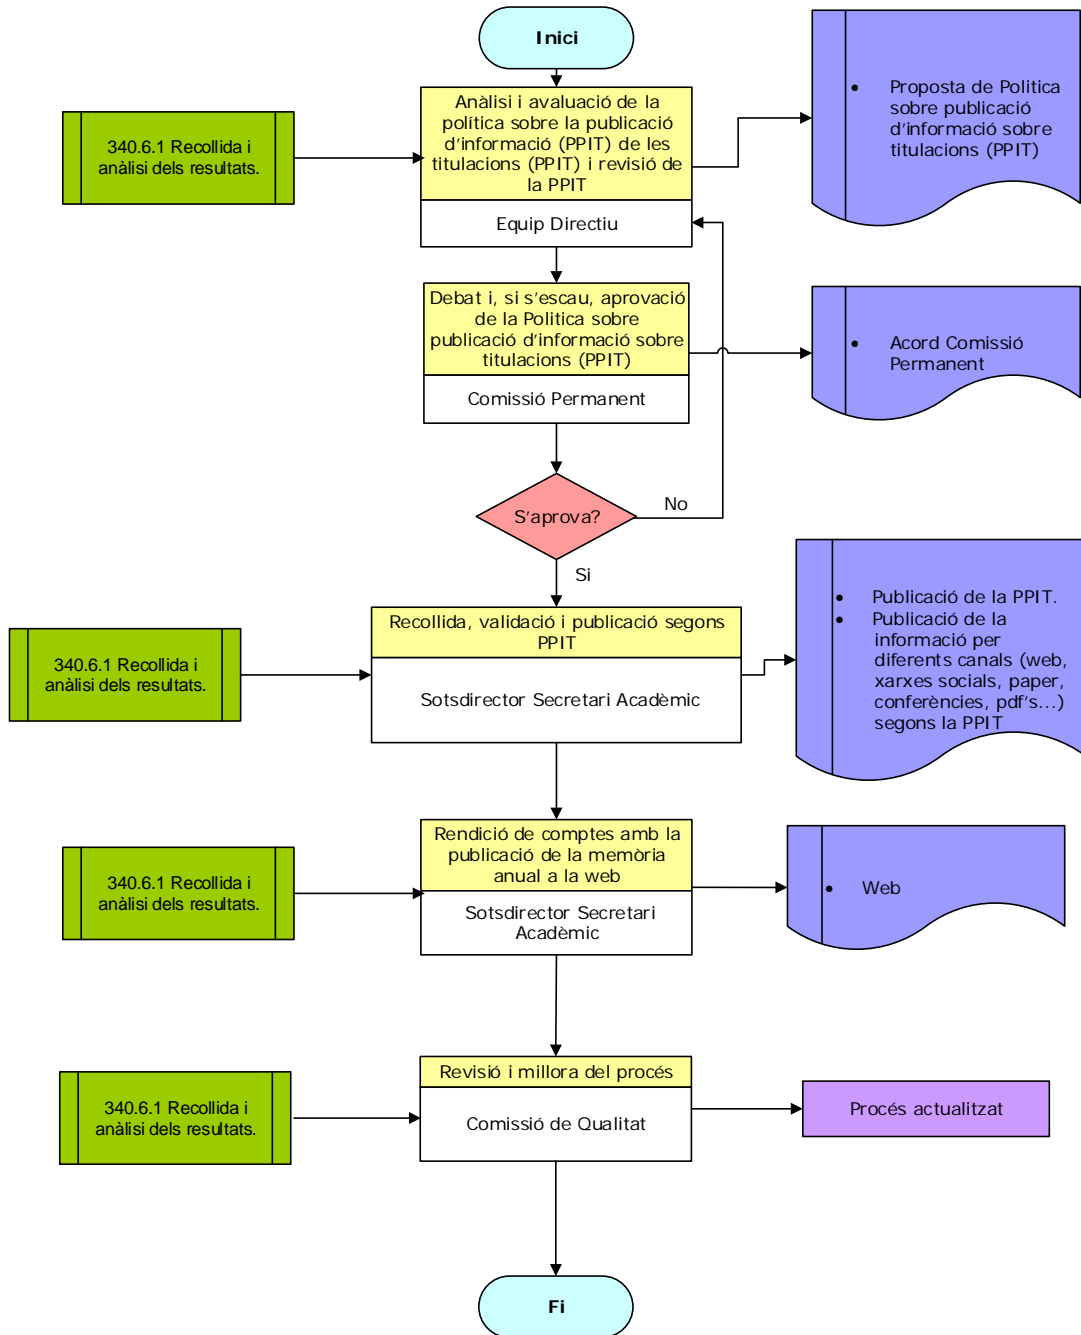 Inici
340.6.1 Recollida i
anàlisi dels resultats.
Anàlisi i avaluació de la
política sobre la publicació
d'informació (PPIT) de les
titulacions (PPIT) i revisió de
la PPIT
Equip Directiu
• Proposta de Politica
sobre publicació
d'informació sobre
titulacions (PPIT)
Debat i, si s'escau, aprovació
de la Politica sobre
publicació d'informació sobre
titulacions (PPIT)
Comissió Permanent
• Acord Comissió
Permanent
S'aprova?
No
Si
340.6.1 Recollida i
anàlisi dels resultats.
Recollida, validació i publicació segons
PPIT
Sotsdirector Secretari Acadèmic
• Publicació de la PPIT.
• Publicació de la
informació per
diferents canals (web,
xarxes socials, paper,
conferències, pdf's...)
segons la PPIT
340.6.1 Recollida i
anàlisi dels resultats.
Rendició de comptes amb la
publicació de la memòria
anual a la web
Sotsdirector Secretari
Acadèmic
• Web
340.6.1 Recollida i
anàlisi dels resultats.
Revisió i millora del procés
Comissió de Qualitat
Procés actualitzat
Fi